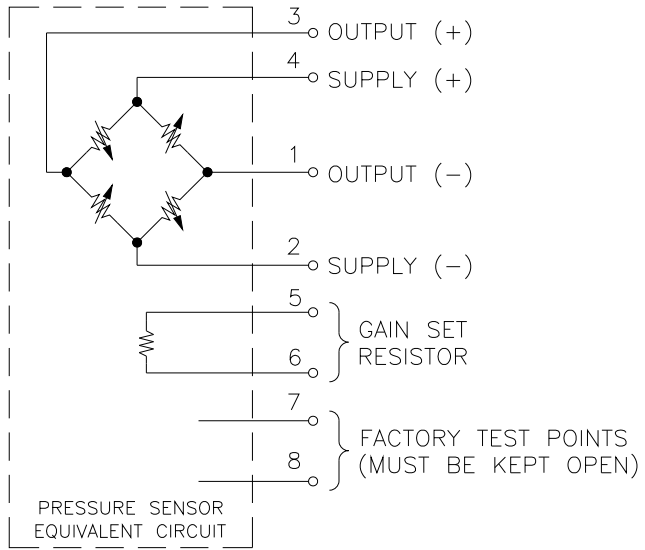 3
OUTPUT (+)
4
SUPPLY (+)
1
OUTPUT (−)
2
SUPPLY (−)
5
GAIN SET
RESISTOR
6
7
FACTORY TEST POINTS
(MUST BE KEPT OPEN)
8
PRESSURE SENSOR
EQUIVALENT CIRCUIT